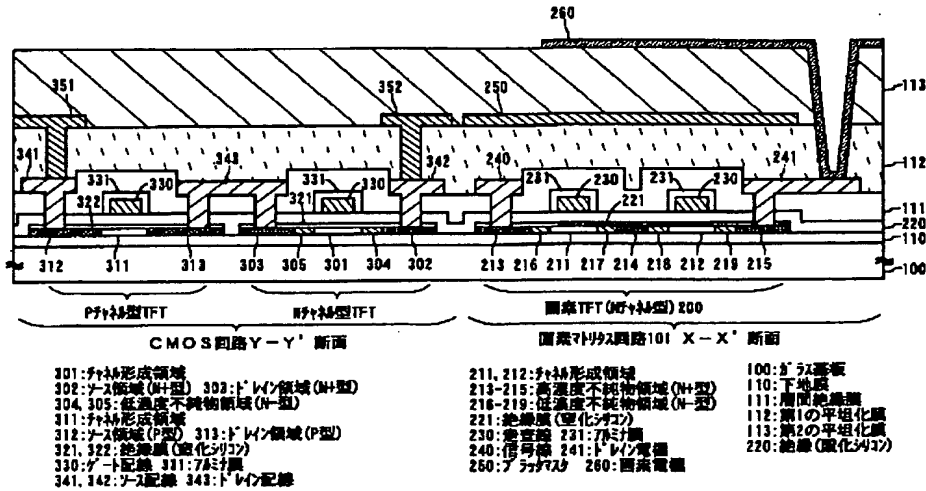 260
351
352
250
113
341
343
342
240
241
112
331
330
331
330
231
230
231
230
322
321
221
111
220
110
312
311
313
303
305
301
304
302
213
216
211
217
214
218
212
219
215
100
Pチャネル型TFT
Nチャネル型TFT
画素TFT(Nチャネル型)200
CMOS回路Y-Y' 断面
画素マトリクス回路101 X-X' 断面
301:チャネル形成領域
302:ソース領域(N+型) 303:ドレイン領域(N+型)
304,305:低濃度不純物領域(N-型)
311:チャネル形成領域
312:ソース領域(P型) 313:ドレイン領域(P型)
321,322:絶縁膜(窒化シリコン)
330:ゲート配線 331:アルミナ膜
341,342:ソース配線 343:ドレイン配線
211,212:チャネル形成領域
213-215:高濃度不純物領域(N+型)
216-219:低濃度不純物領域(N-型)
221:絶縁膜(窒化シリコン)
230:走査線 231:アルミナ膜
240:信号線 241:ドレイン電極
250:ブラックマスク 260:画素電極
100:ガラス基板
110:下地膜
111:層間絶縁膜
112:第1の平坦化膜
113:第2の平坦化膜
220:絶縁(酸化シリコン)